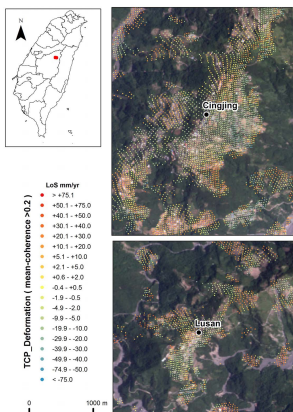 N
Cingjing
LoS mm/yr
> +75.1
+50.1 - +75.0
+40.1 - +50.0
+30.1 - +40.0
+20.1 - +30.0
+10.1 - +20.0
+5.1 - +10.0
+2.1 - +5.0
+0.6 - +2.0
-0.4 - +0.5
-1.9 - -0.5
-4.9 - -2.0
-9.9 - -5.0
-19.9 - -10.0
-29.9 - -20.0
-39.9 - -30.0
-49.9 - -40.0
-74.9 - -50.0
< -75.0
TCP_Deformation ( mean-coherence >0.2 )
Lusan
0 1000 m